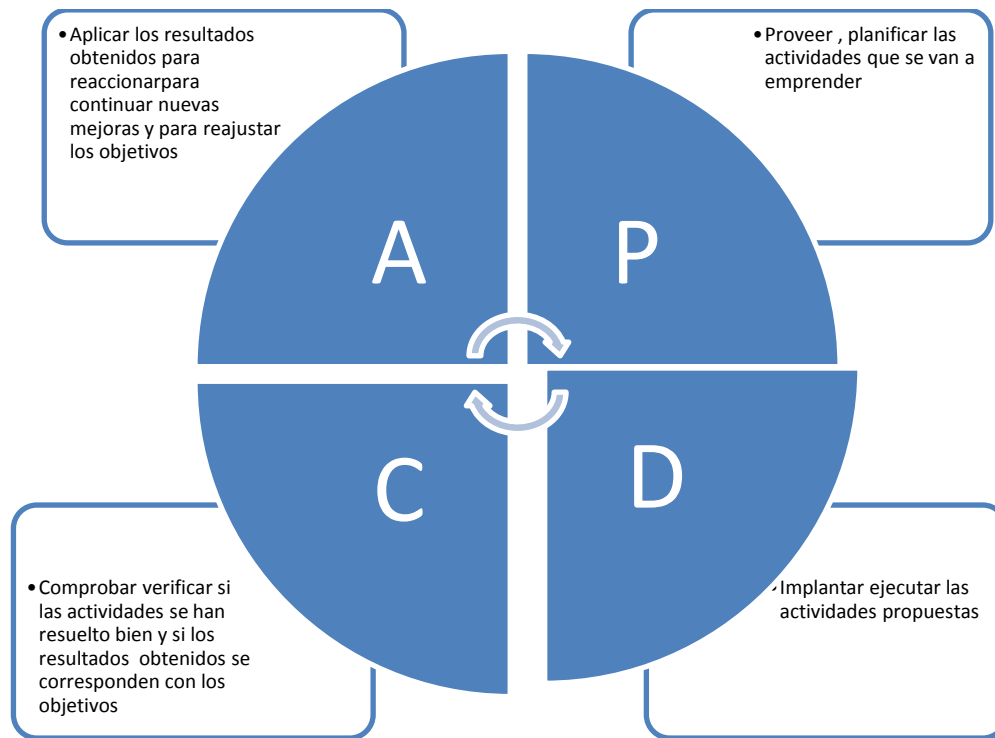 •Aplicar los resultados
obtenidos para
reaccionarpara
continuar nuevas
mejoras y para reajustar
los objetivos
•Proveer , planificar las
actividades que se van a
emprender
A
P
C
D
•Comprobar verificar si
las actividades se han
resuelto bien y si los
resultados  obtenidos se
corresponden con los
objetivos
•Implantar ejecutar las
actividades propuestas